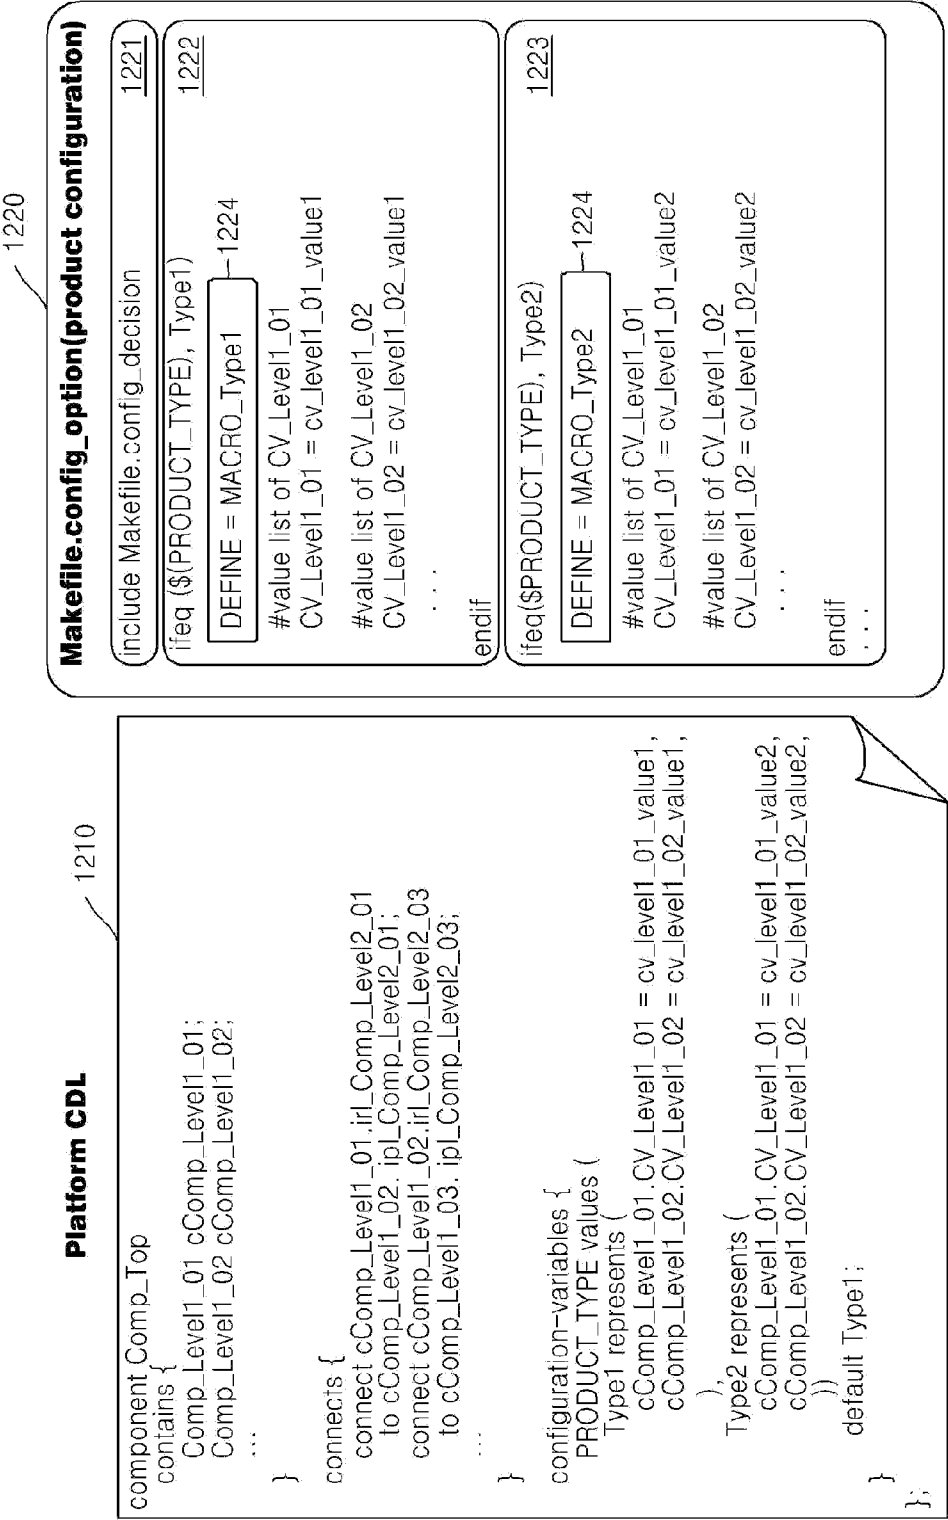 Platform CDL
1210
component Comp_Top
contains {
Comp_Level1_01 cComp_Level1_01;
Comp_Level1_02 cComp_Level1_02;
...
}
connects {
connect cComp_Level1_01.irI_Comp_Level2_01
to cComp_Level1_02. ipI_Comp_Level2_01;
connect cComp_Level1_02.irI_Comp_Level2_03
to cComp_Level1_03. ipI_Comp_Level2_03;
...
}
configuration-variables {
PRODUCT_TYPE values (
Type1 represents (
cComp_Level1_01.CV_Level1_01 = cv_level1_01_value1,
cComp_Level1_02.CV_Level1_02 = cv_level1_02_value1,
),
Type2 represents (
cComp_Level1_01.CV_Level1_01 = cv_level1_01_value2,
cComp_Level1_02.CV_Level1_02 = cv_level1_02_value2,
))
default Type1;
}
};
1220
Makefile.config_option(product configuration)
include Makefile.config_decision 1221
ifeq ($(PRODUCT_TYPE), Type1) 1222
DEFINE = MACRO_Type1 1224
#value list of CV_Level1_01
CV_Level1_01 = cv_level1_01_value1
#value list of CV_Level1_02
CV_Level1_02 = cv_level1_02_value1
...
endif
ifeq($PRODUCT_TYPE), Type2) 1223
DEFINE = MACRO_Type2 1224
#value list of CV_Level1_01
CV_Level1_01 = cv_level1_01_value2
#value list of CV_Level1_02
CV_Level1_02 = cv_level1_02_value2
...
endif
...